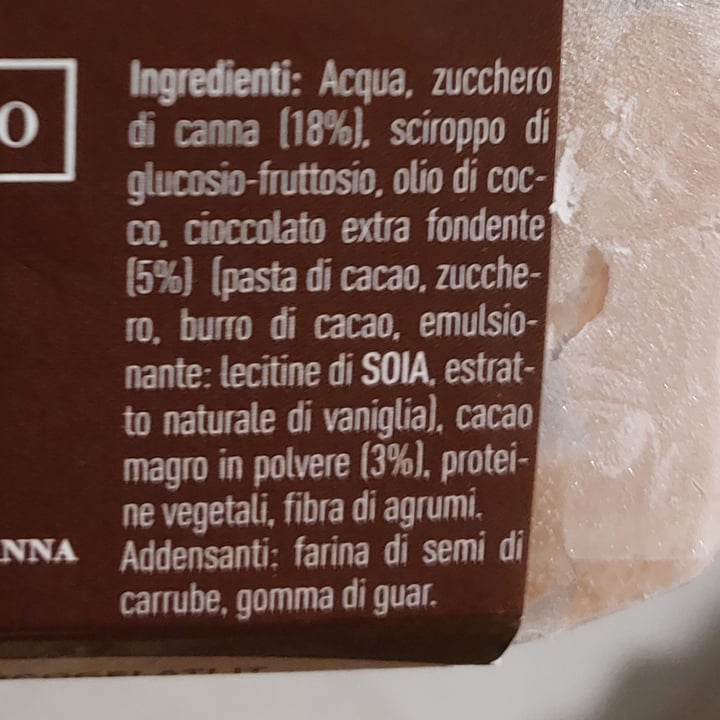 O
Ingredienti: Acqua, zucchero
di canna (18%), sciroppo di
glucosio-fruttosio, olio di coc-
co, cioccolato extra fondente
(5%) (pasta di cacao, zucche-
ro, burro di cacao, emulsio-
nante: lecitine di SOIA, estrat-
to naturale di vaniglia), cacao
magro in polvere (3%), protei-
ne vegetali, fibra di agrumi.
Addensanti: farina di semi di
carrube, gomma di guar.
NNA